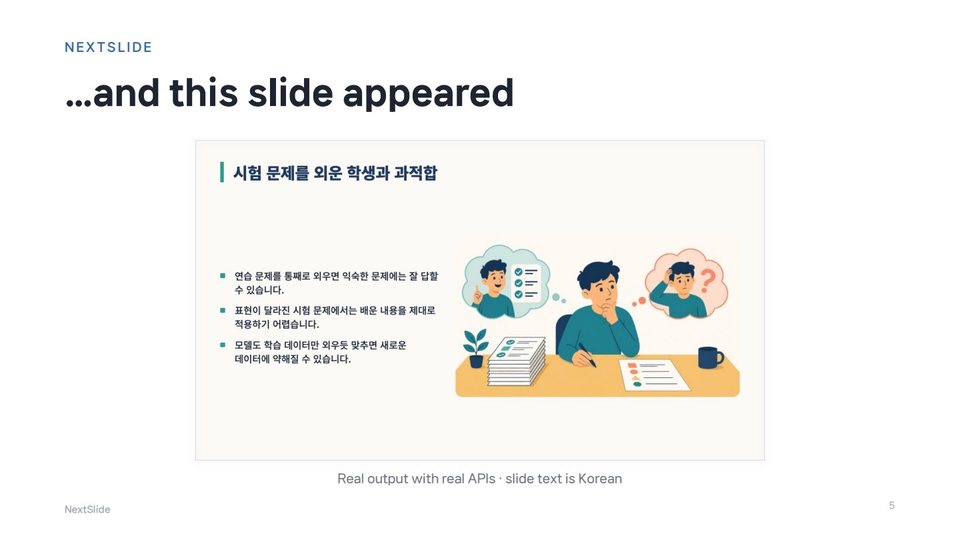 NEXTSLIDE
...and this slide appeared
시험 문제를 외운 학생과 과적합
연습 문제를 통째로 외우면 익숙한 문제에는 잘 답할
수 있습니다.
표현이 달라진 시험 문제에서는 배운 내용을 제대로
적용하기 어렵습니다.
모델도 학습 데이터만 외우듯 맞추면 새로운
데이터에 약해질 수 있습니다.
?
Real output with real APIs · slide text is Korean
NextSlide
5